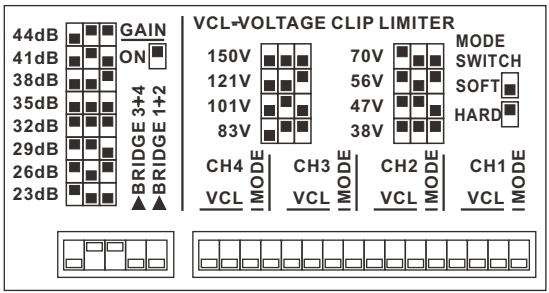 GAIN
44dB
41dB
38dB
35dB
32dB
29dB
26dB
23dB
ON
▲BRIDGE 3+4
▲BRIDGE 1+2
VCL-VOLTAGE CLIP LIMITER
150V
121V
101V
83V
70V
56V
47V
38V
MODE
SWITCH
SOFT
HARD
CH4
VCL
MODE
CH3
VCL
MODE
CH2
VCL
MODE
CH1
VCL
MODE